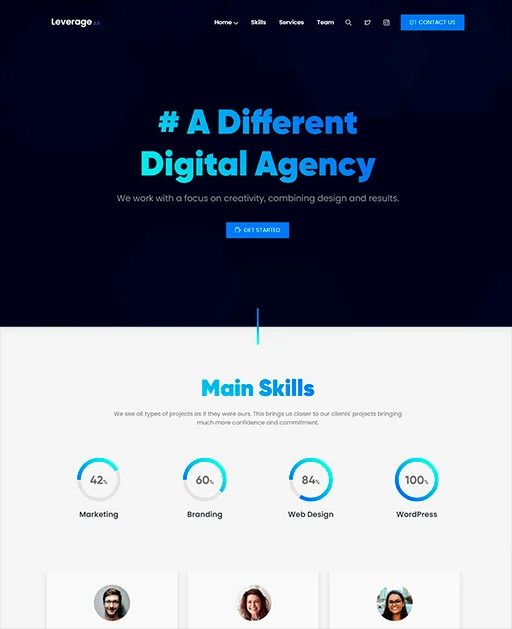 Leverage 2.0
Home Skills Services Team CONTACT US
# A Different
Digital Agency
We work with a focus on creativity, combining design and results.
GET STARTED
Main Skills
We see all types of projects as if they were ours. This brings us closer to our clients' projects bringing
much more confidence and commitment.
42% 60% 84% 100%
Marketing Branding Web Design WordPress